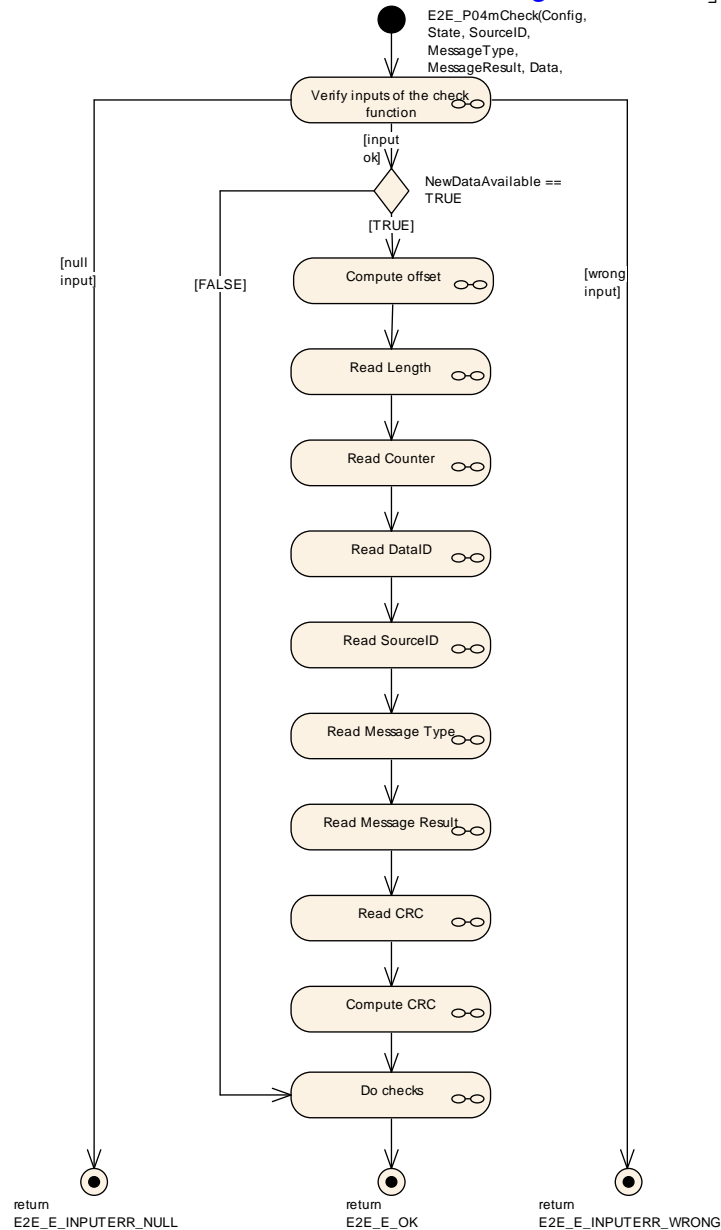 E2E_P04mCheck(Config,
State, SourceID,
MessageType,
MessageResult, Data,
Verify inputs of the check
function
[input
ok]
NewDataAvailable ==
TRUE
[TRUE]
[null
input]
[FALSE]
[wrong
input]
Compute offset
Read Length
Read Counter
Read DataID
Read SourceID
Read Message Type
Read Message Result
Read CRC
Compute CRC
Do checks
return
E2E_E_INPUTERR_NULL
return
E2E_E_OK
return
E2E_E_INPUTERR_WRONG